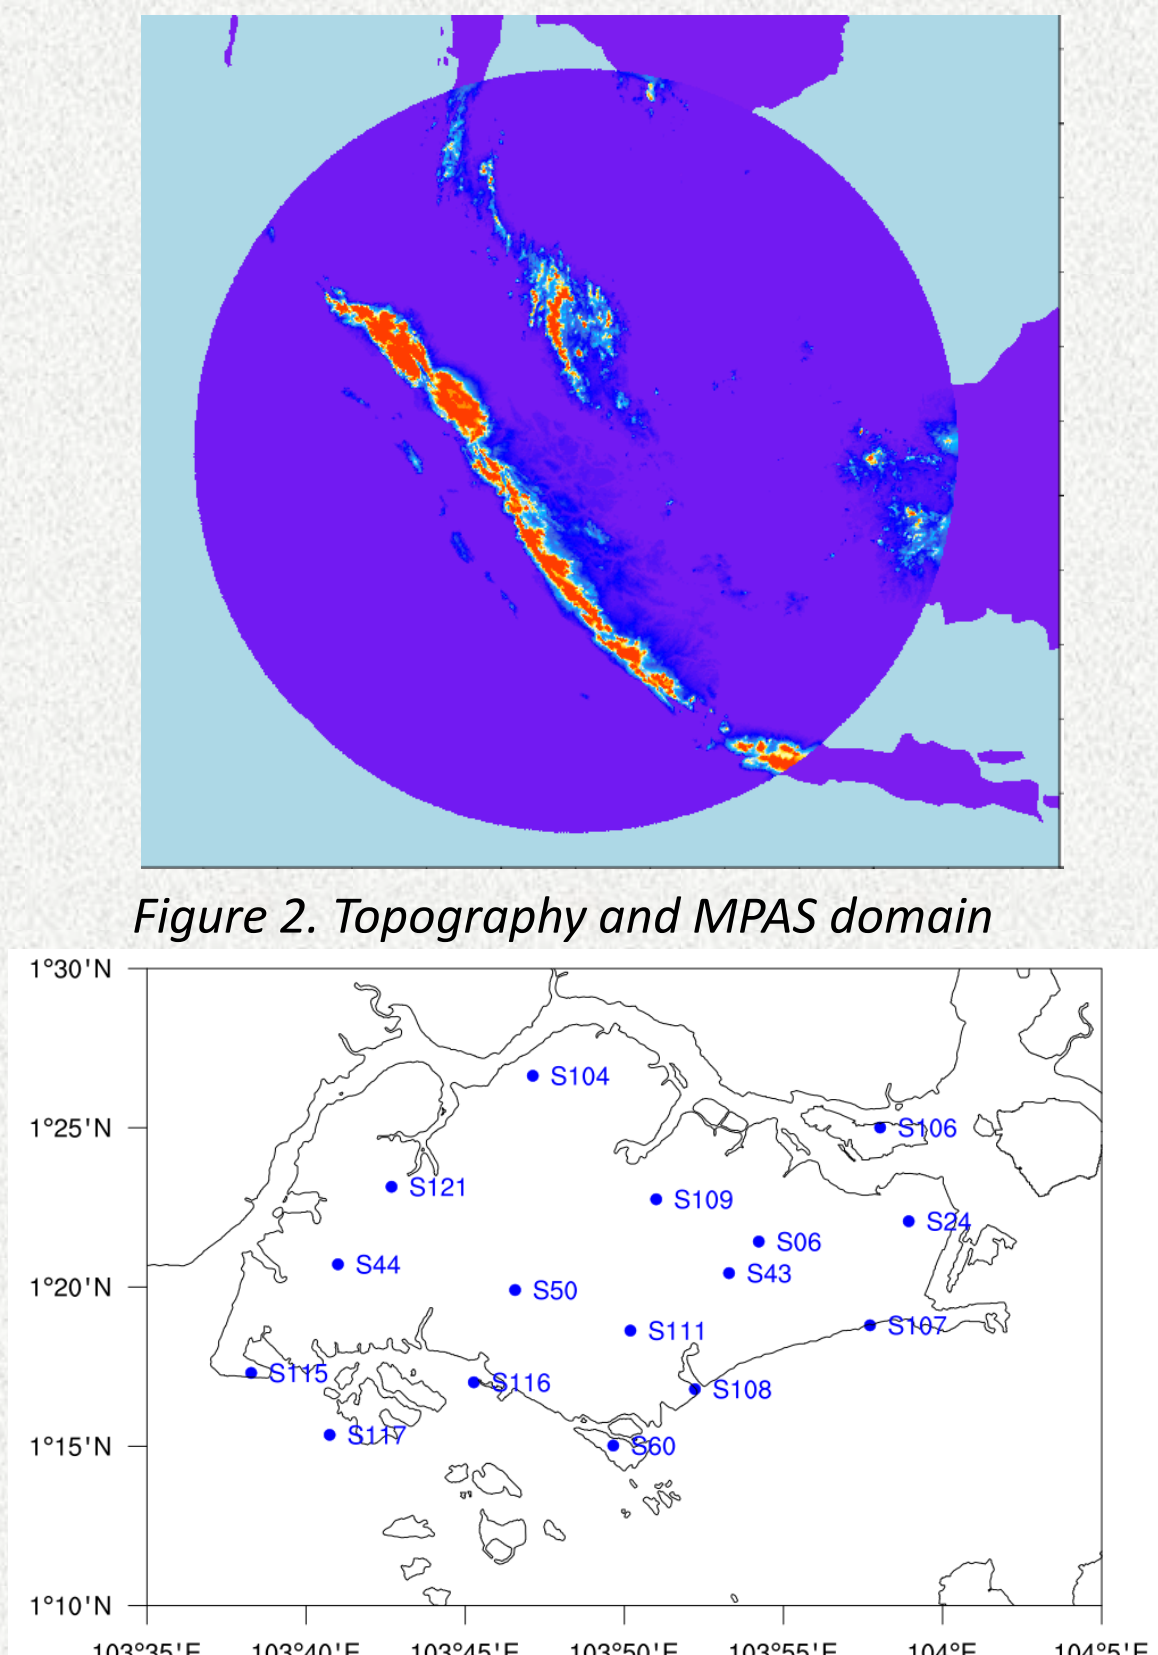 Figure 2. Topography and MPAS domain
1°30'N
S104
1°25'N
S106
S121
S109
S24
S06
S44
S43
1°20'N
S50
S111
S107
S115
S116
S108
S117
1°15'N
S60
1°10'N
103°35'E 103°40'E 103°45'E 103°50'E 103°55'E 104°E 104°5'E